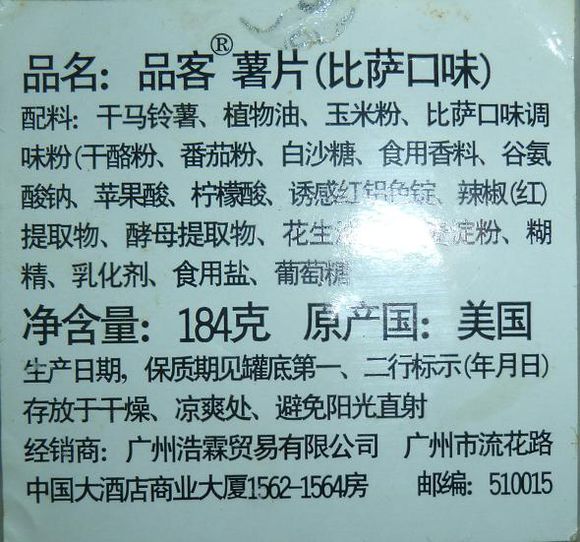 品名：品客®薯片(比萨口味)
配料：干马铃薯、植物油、玉米粉、比萨口味调
味粉(干酪粉、番茄粉、白沙糖、食用香料、谷氨
酸钠、苹果酸、柠檬酸、诱惑红铝色锭、辣椒(红)
提取物、酵母提取物、花生 淀粉、糊
精、乳化剂、食用盐、葡萄糖
净含量：184克 原产国：美国
生产日期，保质期见罐底第一、二行标示(年月日)
存放于干燥、凉爽处、避免阳光直射
经销商：广州浩霖贸易有限公司 广州市流花路
中国大酒店商业大厦1562-1564房 邮编：510015